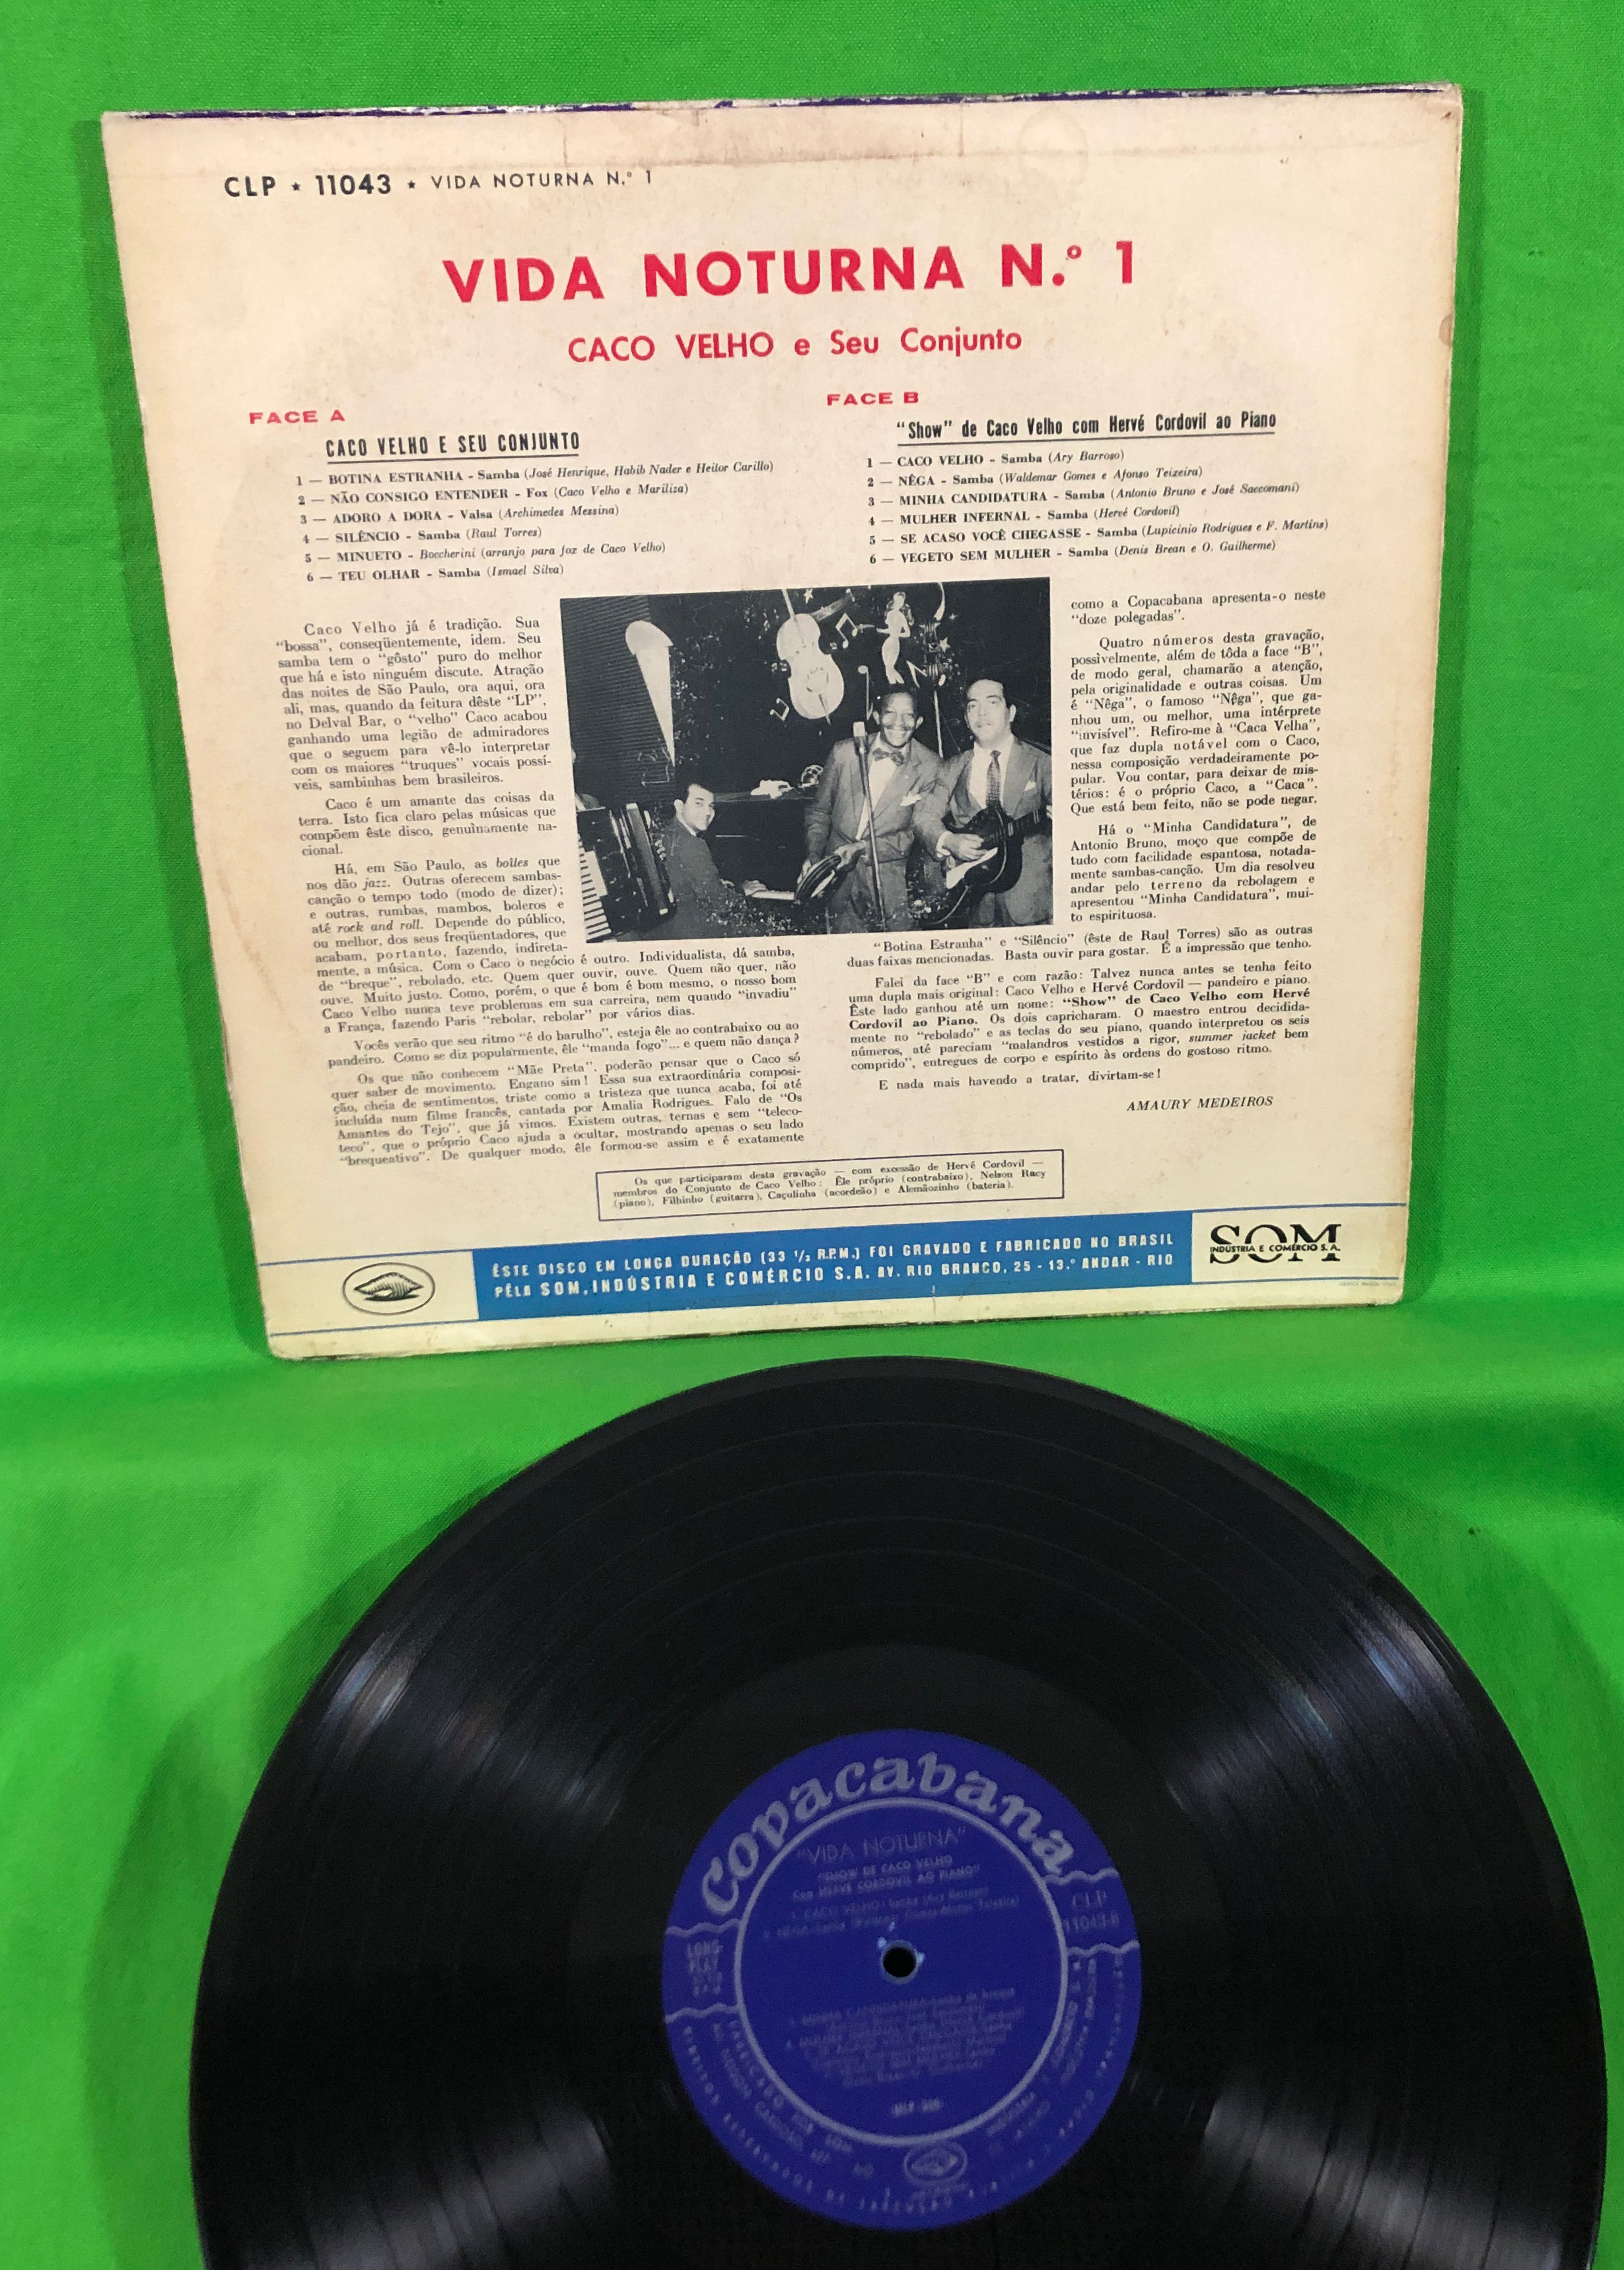 CLP ★ 11043 ★ VIDA NOTURNA N.º 1
VIDA NOTURNA N.º 1
CACO VELHO e Seu Conjunto
FACE A
CACO VELHO E SEU CONJUNTO
1 — BOTINA ESTRANHA - Samba (José Henrique, Habib Nader e Heitor Carillo)
2 — NÃO CONSIGO ENTENDER - Fox (Caco Velho e Mariliza)
3 — ADORO A DORA - Valsa (Archimedes Messina)
4 — SILÊNCIO - Samba (Raul Torres)
5 — MINUETO - Boccherini (arranjo para fox de Caco Velho)
6 — TEU OLHAR - Samba (Ismael Silva)
FACE B
"Show" de Caco Velho com Hervé Cordovil ao Piano
1 — CACO VELHO - Samba (Ary Barroso)
2 — NÊGA - Samba (Waldemar Gomes e Afonso Teixeira)
3 — MINHA CANDIDATURA - Samba (Antonio Bruno e José Saccomani)
4 — MULHER INFERNAL - Samba (Hervé Cordovil)
5 — SE ACASO VOCÊ CHEGASSE - Samba (Lupicinio Rodrigues e F. Martins)
6 — VEGETO SEM MULHER - Samba (Denis Brean e O. Guilherme)
Caco Velho já é tradição. Sua
"bossa", conseqüentemente, idem. Seu
samba tem o "gôsto" puro do melhor
que há e isto ninguém discute. Atração
das noites de São Paulo, ora aqui, ora
ali, mas, quando da feitura dêste "LP",
no Delval Bar, o "velho" Caco acabou
ganhando uma legião de admiradores
que o seguem para vê-lo interpretar
com os maiores "truques" vocais possí-
veis, sambinhas bem brasileiros.
Caco é um amante das coisas da
terra. Isto fica claro pelas músicas que
compõem êste disco, genuìnamente na-
cional.
Há, em São Paulo, as boites que
nos dão jazz. Outras oferecem sambas-
canção o tempo todo (modo de dizer);
e outras, rumbas, mambos, boleros e
até rock and roll. Depende do público,
ou melhor, dos seus freqüentadores, que
acabam, portanto, fazendo, indireta-
mente, a música. Com o Caco o negócio é outro. Individualista, dá samba,
de "breque", rebolado, etc. Quem quer ouvir, ouve. Quem não quer, não
ouve. Muito justo. Como, porém, o que é bom é bom mesmo, o nosso bom
Caco Velho nunca teve problemas em sua carreira, nem quando "invadiu"
a França, fazendo Paris "rebolar, rebolar" por vários dias.
Vocês verão que seu ritmo "é do barulho", esteja êle ao contrabaixo ou ao
pandeiro. Como se diz popularmente, êle "manda fogo"... e quem não dança?
Os que não conhecem "Mãe Preta", poderão pensar que o Caco só
quer saber de movimento. Engano sim! Essa sua extraordinária composi-
ção, cheia de sentimentos, triste como a tristeza que nunca acaba, foi até
incluída num filme francês, cantada por Amalia Rodrigues. Falo de "Os
Amantes do Tejo", que já vimos. Existem outras, ternas e sem "teleco-
teco", que o próprio Caco ajuda a ocultar, mostrando apenas o seu lado
"brequeativo". De qualquer modo, êle formou-se assim e é exatamente
como a Copacabana apresenta-o neste
"doze polegadas".
Quatro números desta gravação,
possìvelmente, além de tôda a face "B",
de modo geral, chamarão a atenção,
pela originalidade e outras coisas. Um
é "Nêga", o famoso "Nêga", que ga-
nhou um, ou melhor, uma intérprete
"invisível". Refiro-me à "Caca Velha",
que faz dupla notável com o Caco,
nessa composição verdadeiramente po-
pular. Vou contar, para deixar de mis-
térios: é o próprio Caco, a "Caca".
Que está bem feito, não se pode negar.
Há o "Minha Candidatura", de
Antonio Bruno, moço que compõe de
tudo com facilidade espantosa, notada-
mente sambas-canção. Um dia resolveu
andar pelo terreno da rebolagem e
apresentou "Minha Candidatura", mui-
to espirituosa.
"Botina Estranha" e "Silêncio" (êste de Raul Torres) são as outras
duas faixas mencionadas. Basta ouvir para gostar. É a impressão que tenho.
Falei da face "B" e com razão: Talvez nunca antes se tenha feito
uma dupla mais original: Caco Velho e Hervé Cordovil — pandeiro e piano.
Êste lado ganhou até um nome: "Show" de Caco Velho com Hervé
Cordovil ao Piano. Os dois capricharam. O maestro entrou decidida-
mente no "rebolado" e as teclas do seu piano, quando interpretou os seis
números, até pareciam "malandros vestidos a rigor, summer jacket bem
comprido", entregues de corpo e espírito às ordens do gostoso ritmo.
E nada mais havendo a tratar, divirtam-se!
AMAURY MEDEIROS
Os que participaram desta gravação — com excessão de Hervé Cordovil —
membros do Conjunto de Caco Velho: Êle próprio (contrabaixo), Nelson Racy
(piano), Filhinho (guitarra), Caçulinha (acordeão) e Alemãozinho (bateria).
ÊSTE DISCO EM LONGA DURAÇÃO (33 1/3 R.P.M.) FOI GRAVADO E FABRICADO NO BRASIL
PÊLA SOM, INDÚSTRIA E COMÉRCIO S.A. AV. RIO BRANCO, 25 - 13.º ANDAR - RIO
SOM
INDÚSTRIA E COMÉRCIO S.A.
Copacabana
"VIDA NOTURNA"
"SHOW DE CACO VELHO
Com HERVÉ CORDOVIL AO PIANO"
1. CACO VELHO - Samba (Ary Barroso)
CLP
11043-B
LONG-
PLAY